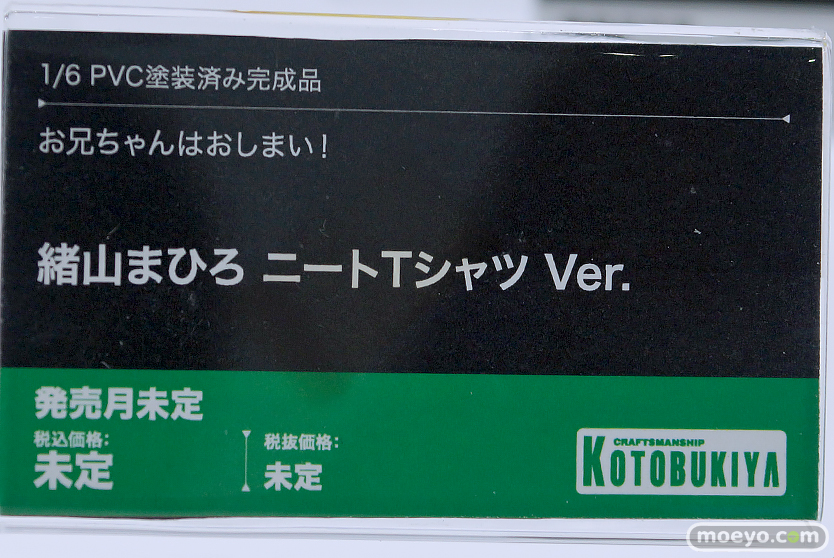 1/6 PVC塗装済み完成品
お兄ちゃんはおしまい！
緒山まひろ ニートTシャツ Ver.
発売月未定
税込価格：
未定
税抜価格：
未定
CRAFTSMANSHIP
KOTOBUKIYA
moeyo.com